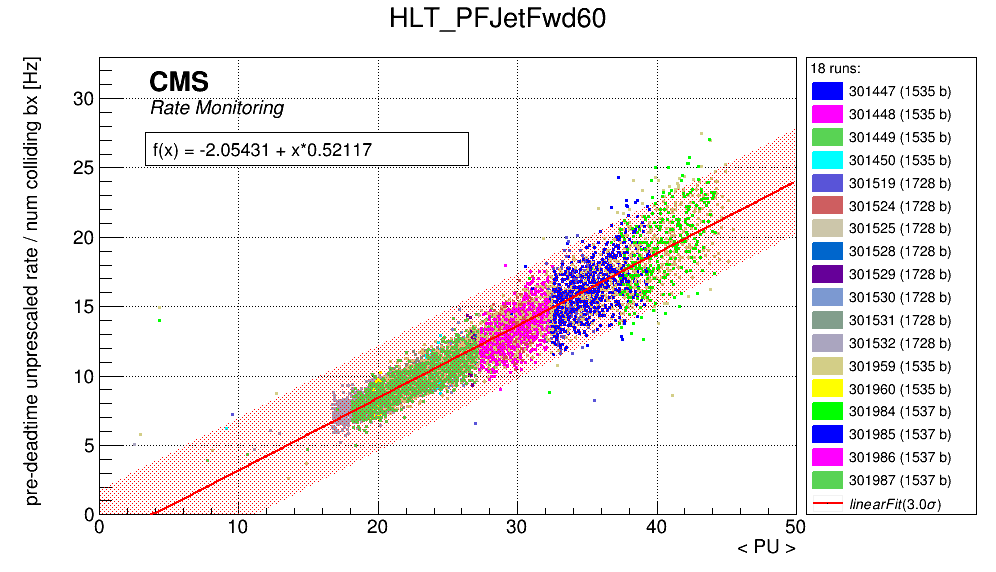 HLT_PFJetFwd60
pre-deadtime unprescaled rate / num colliding bx [Hz]
CMS
Rate Monitoring
f(x) = -2.05431 + x*0.52117
30
25
20
15
10
5
0
0 10 20 30 40 50
< PU >
18 runs:
301447 (1535 b)
301448 (1535 b)
301449 (1535 b)
301450 (1535 b)
301519 (1728 b)
301524 (1728 b)
301525 (1728 b)
301528 (1728 b)
301529 (1728 b)
301530 (1728 b)
301531 (1728 b)
301532 (1728 b)
301959 (1535 b)
301960 (1535 b)
301984 (1537 b)
301985 (1537 b)
301986 (1537 b)
301987 (1537 b)
linearFit(3.0σ)